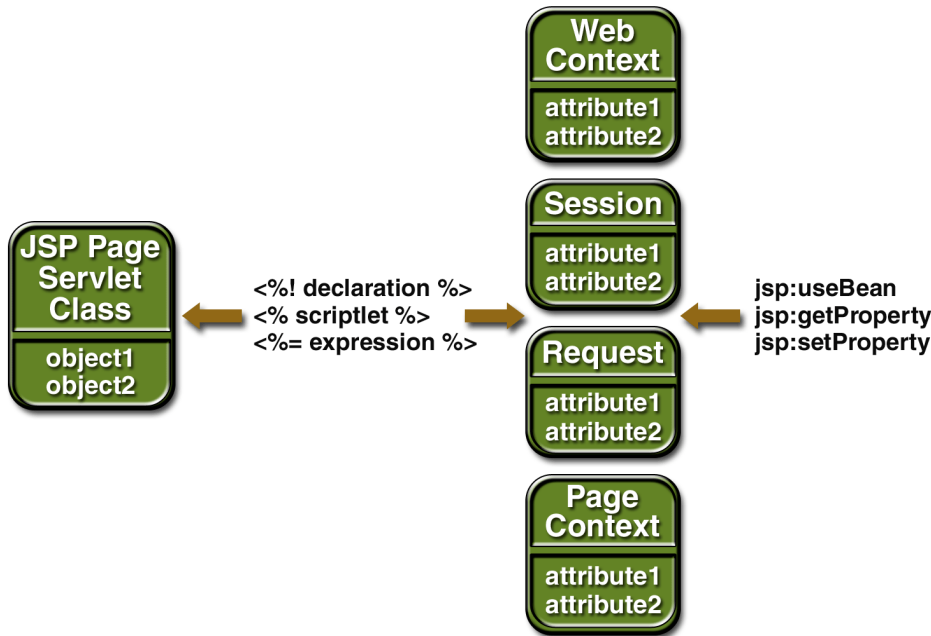 JSP Page
Servlet
Class
object1
object2
<%! declaration %>
<% scriptlet %>
<%= expression %>
Web
Context
attribute1
attribute2
Session
attribute1
attribute2
Request
attribute1
attribute2
Page
Context
attribute1
attribute2
jsp:useBean
jsp:getProperty
jsp:setProperty